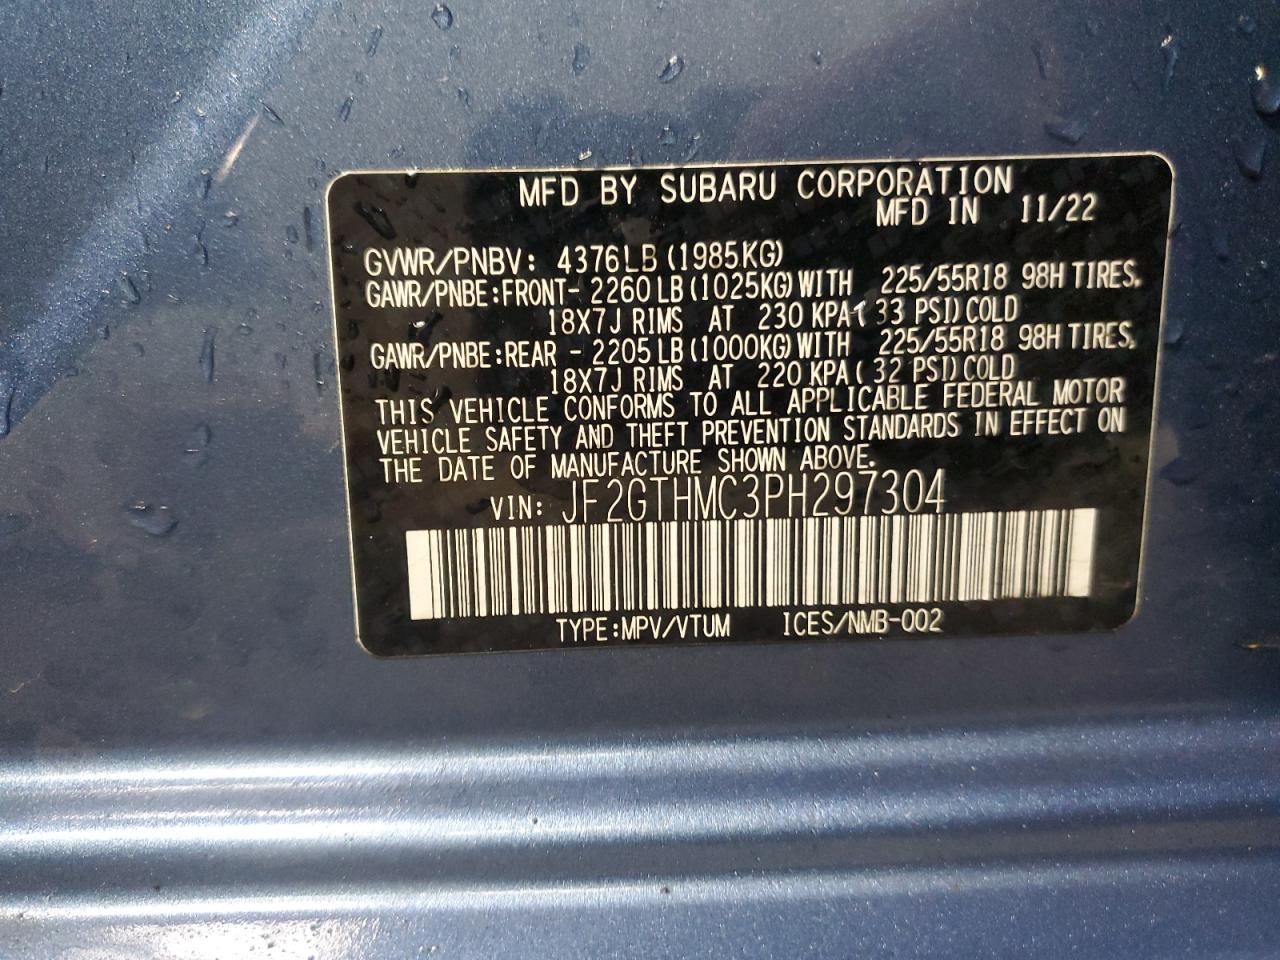 MFD BY SUBARU CORPORATION
MFD IN 11/22
GVWR/PNBV: 4376LB (1985KG)
GAWR/PNBE:FRONT- 2260 LB (1025KG) WITH 225/55R18 98H TIRES,
18X7J RIMS AT 230 KPA ( 33 PSI) COLD
GAWR/PNBE:REAR - 2205 LB (1000KG) WITH 225/55R18 98H TIRES,
18X7J RIMS AT 220 KPA ( 32 PSI) COLD
THIS VEHICLE CONFORMS TO ALL APPLICABLE FEDERAL MOTOR
VEHICLE SAFETY AND THEFT PREVENTION STANDARDS IN EFFECT ON
THE DATE OF MANUFACTURE SHOWN ABOVE.
VIN: JF2GTHMC3PH297304
TYPE:MPV/VTUM ICES/NMB-002